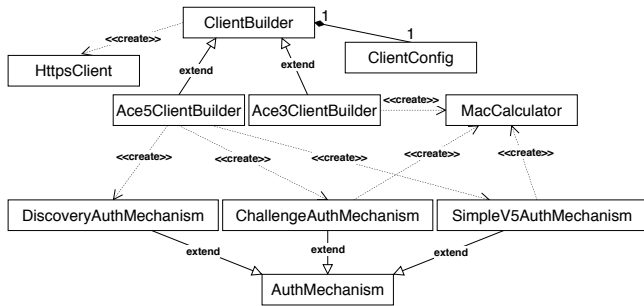 ClientBuilder
1
<<create>>
1
HttpsClient
ClientConfig
extend
extend
Ace5ClientBuilder
Ace3ClientBuilder
<<create>>
MacCalculator
<<create>>
<<create>>
<<create>>
<<create>>
<<create>>
DiscoveryAuthMechanism
ChallengeAuthMechanism
SimpleV5AuthMechanism
extend
extend
extend
AuthMechanism